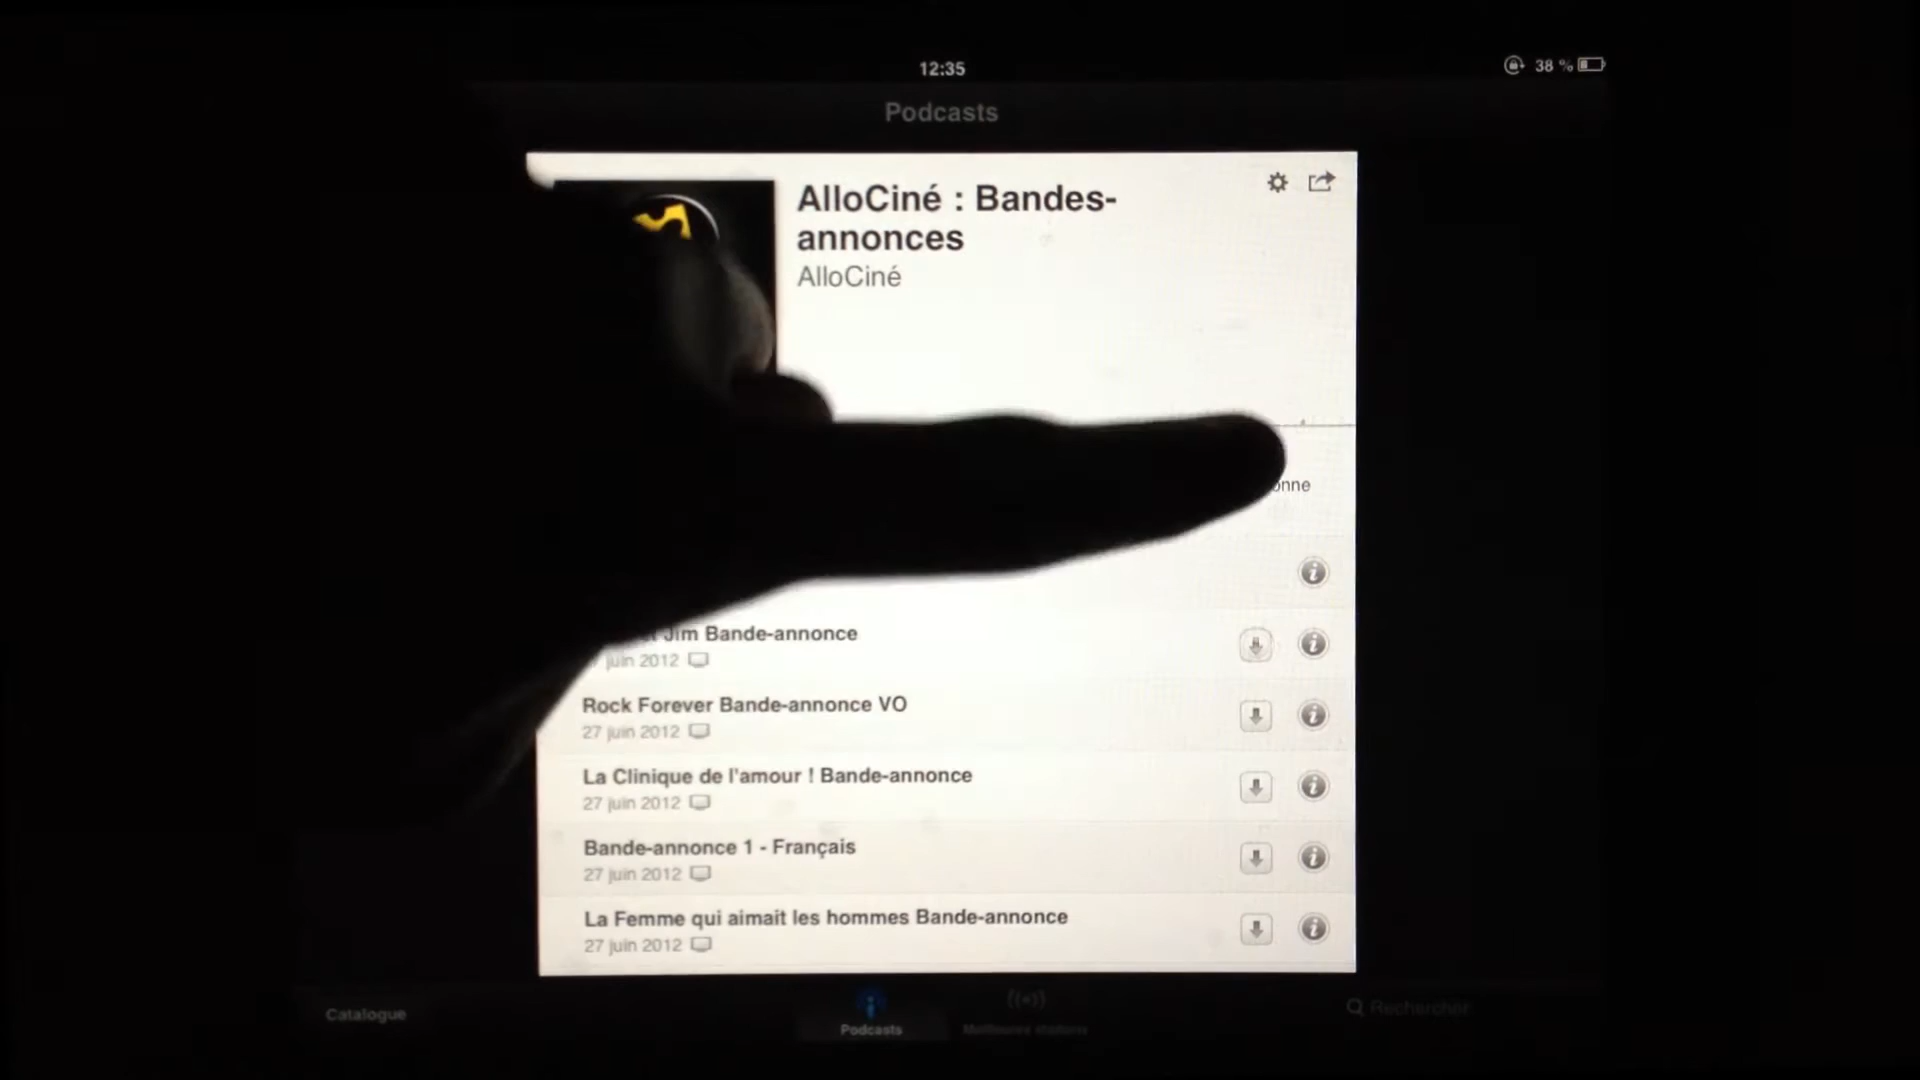 12:35
38 %
Podcasts
AlloCiné : Bandes-
annonces
AlloCiné
Jim Bande-annonce
juin 2012
Rock Forever Bande-annonce VO
27 juin 2012
La Clinique de l'amour ! Bande-annonce
27 juin 2012
Bande-annonce 1 - Français
27 juin 2012
La Femme qui aimait les hommes Bande-annonce
27 juin 2012
Catalogue
Podcasts
Rechercher